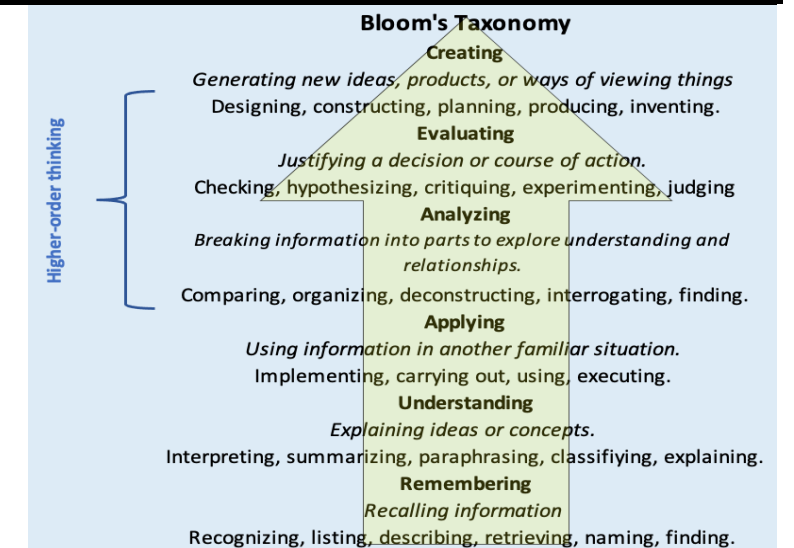 Bloom's Taxonomy
Creating
Generating new ideas, products, or ways of viewing things
Designing, constructing, planning, producing, inventing.
Evaluating
Justifying a decision or course of action.
Checking, hypothesizing, critiquing, experimenting, judging
Analyzing
Breaking information into parts to explore understanding and
relationships.
Comparing, organizing, deconstructing, interrogating, finding.
Applying
Using information in another familiar situation.
Implementing, carrying out, using, executing.
Understanding
Explaining ideas or concepts.
Interpreting, summarizing, paraphrasing, classifiying, explaining.
Remembering
Recalling information
Recognizing, listing, describing, retrieving, naming, finding.
Higher-order thinking